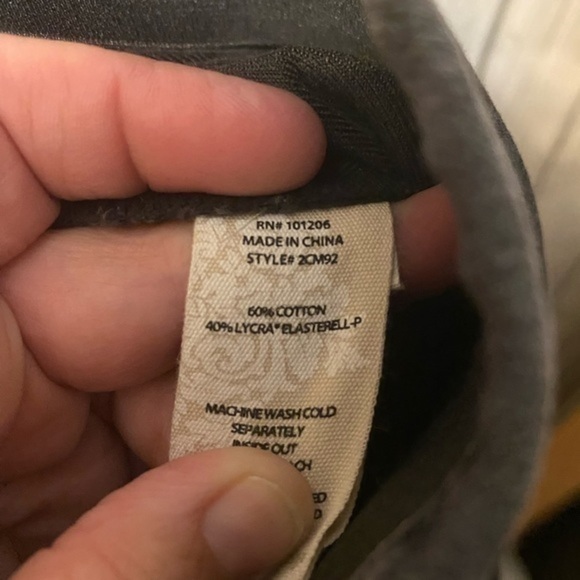 RN# 101206
MADE IN CHINA
STYLE# 2CM92
60% COTTON
40% LYCRA® ELASTERELL-P
MACHINE WASH COLD
SEPARATELY
INSIDE OUT